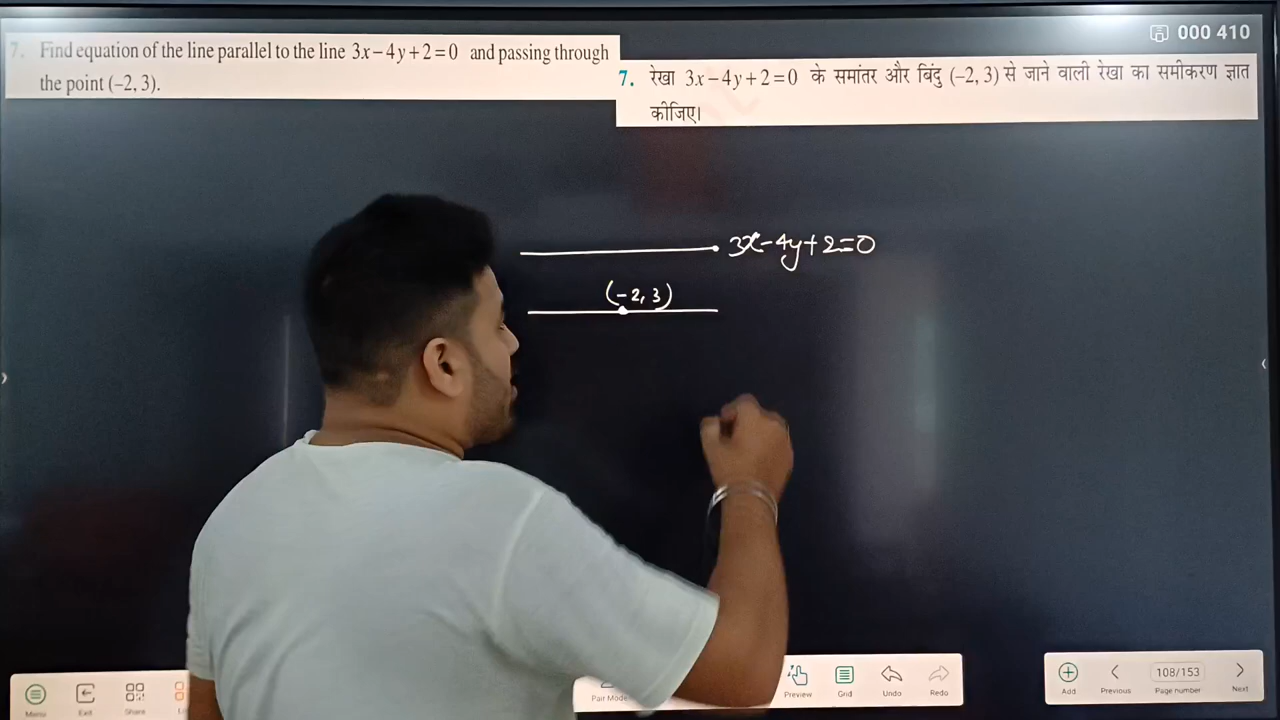 000 410
7. Find equation of the line parallel to the line 3x – 4y + 2 = 0 and passing through
the point (–2, 3).
7. रेखा 3x – 4y + 2 = 0 के समांतर और बिंदु (–2, 3) से जाने वाली रेखा का समीकरण ज्ञात
कीजिए।
3x-4y+2=0
(-2, 3)
Menu Exit Share Pair Mode Preview Grid Undo Redo Add Previous 108/153 Page number Next